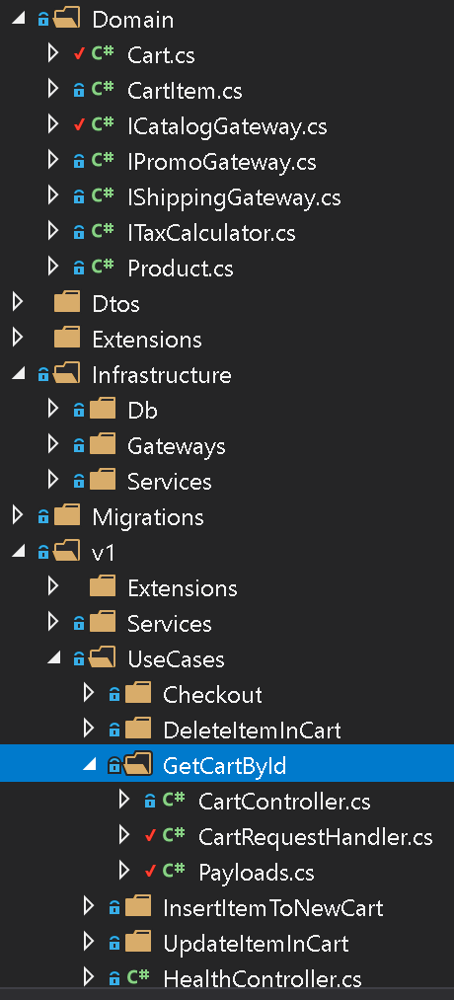 Domain
C# Cart.cs
C# CartItem.cs
C# ICatalogGateway.cs
C# IPromoGateway.cs
C# IShippingGateway.cs
C# ITaxCalculator.cs
C# Product.cs
Dtos
Extensions
Infrastructure
Db
Gateways
Services
Migrations
v1
Extensions
Services
UseCases
Checkout
DeleteItemInCart
GetCartById
C# CartController.cs
C# CartRequestHandler.cs
C# Payloads.cs
InsertItemToNewCart
UpdateItemInCart
C# HealthController.cs